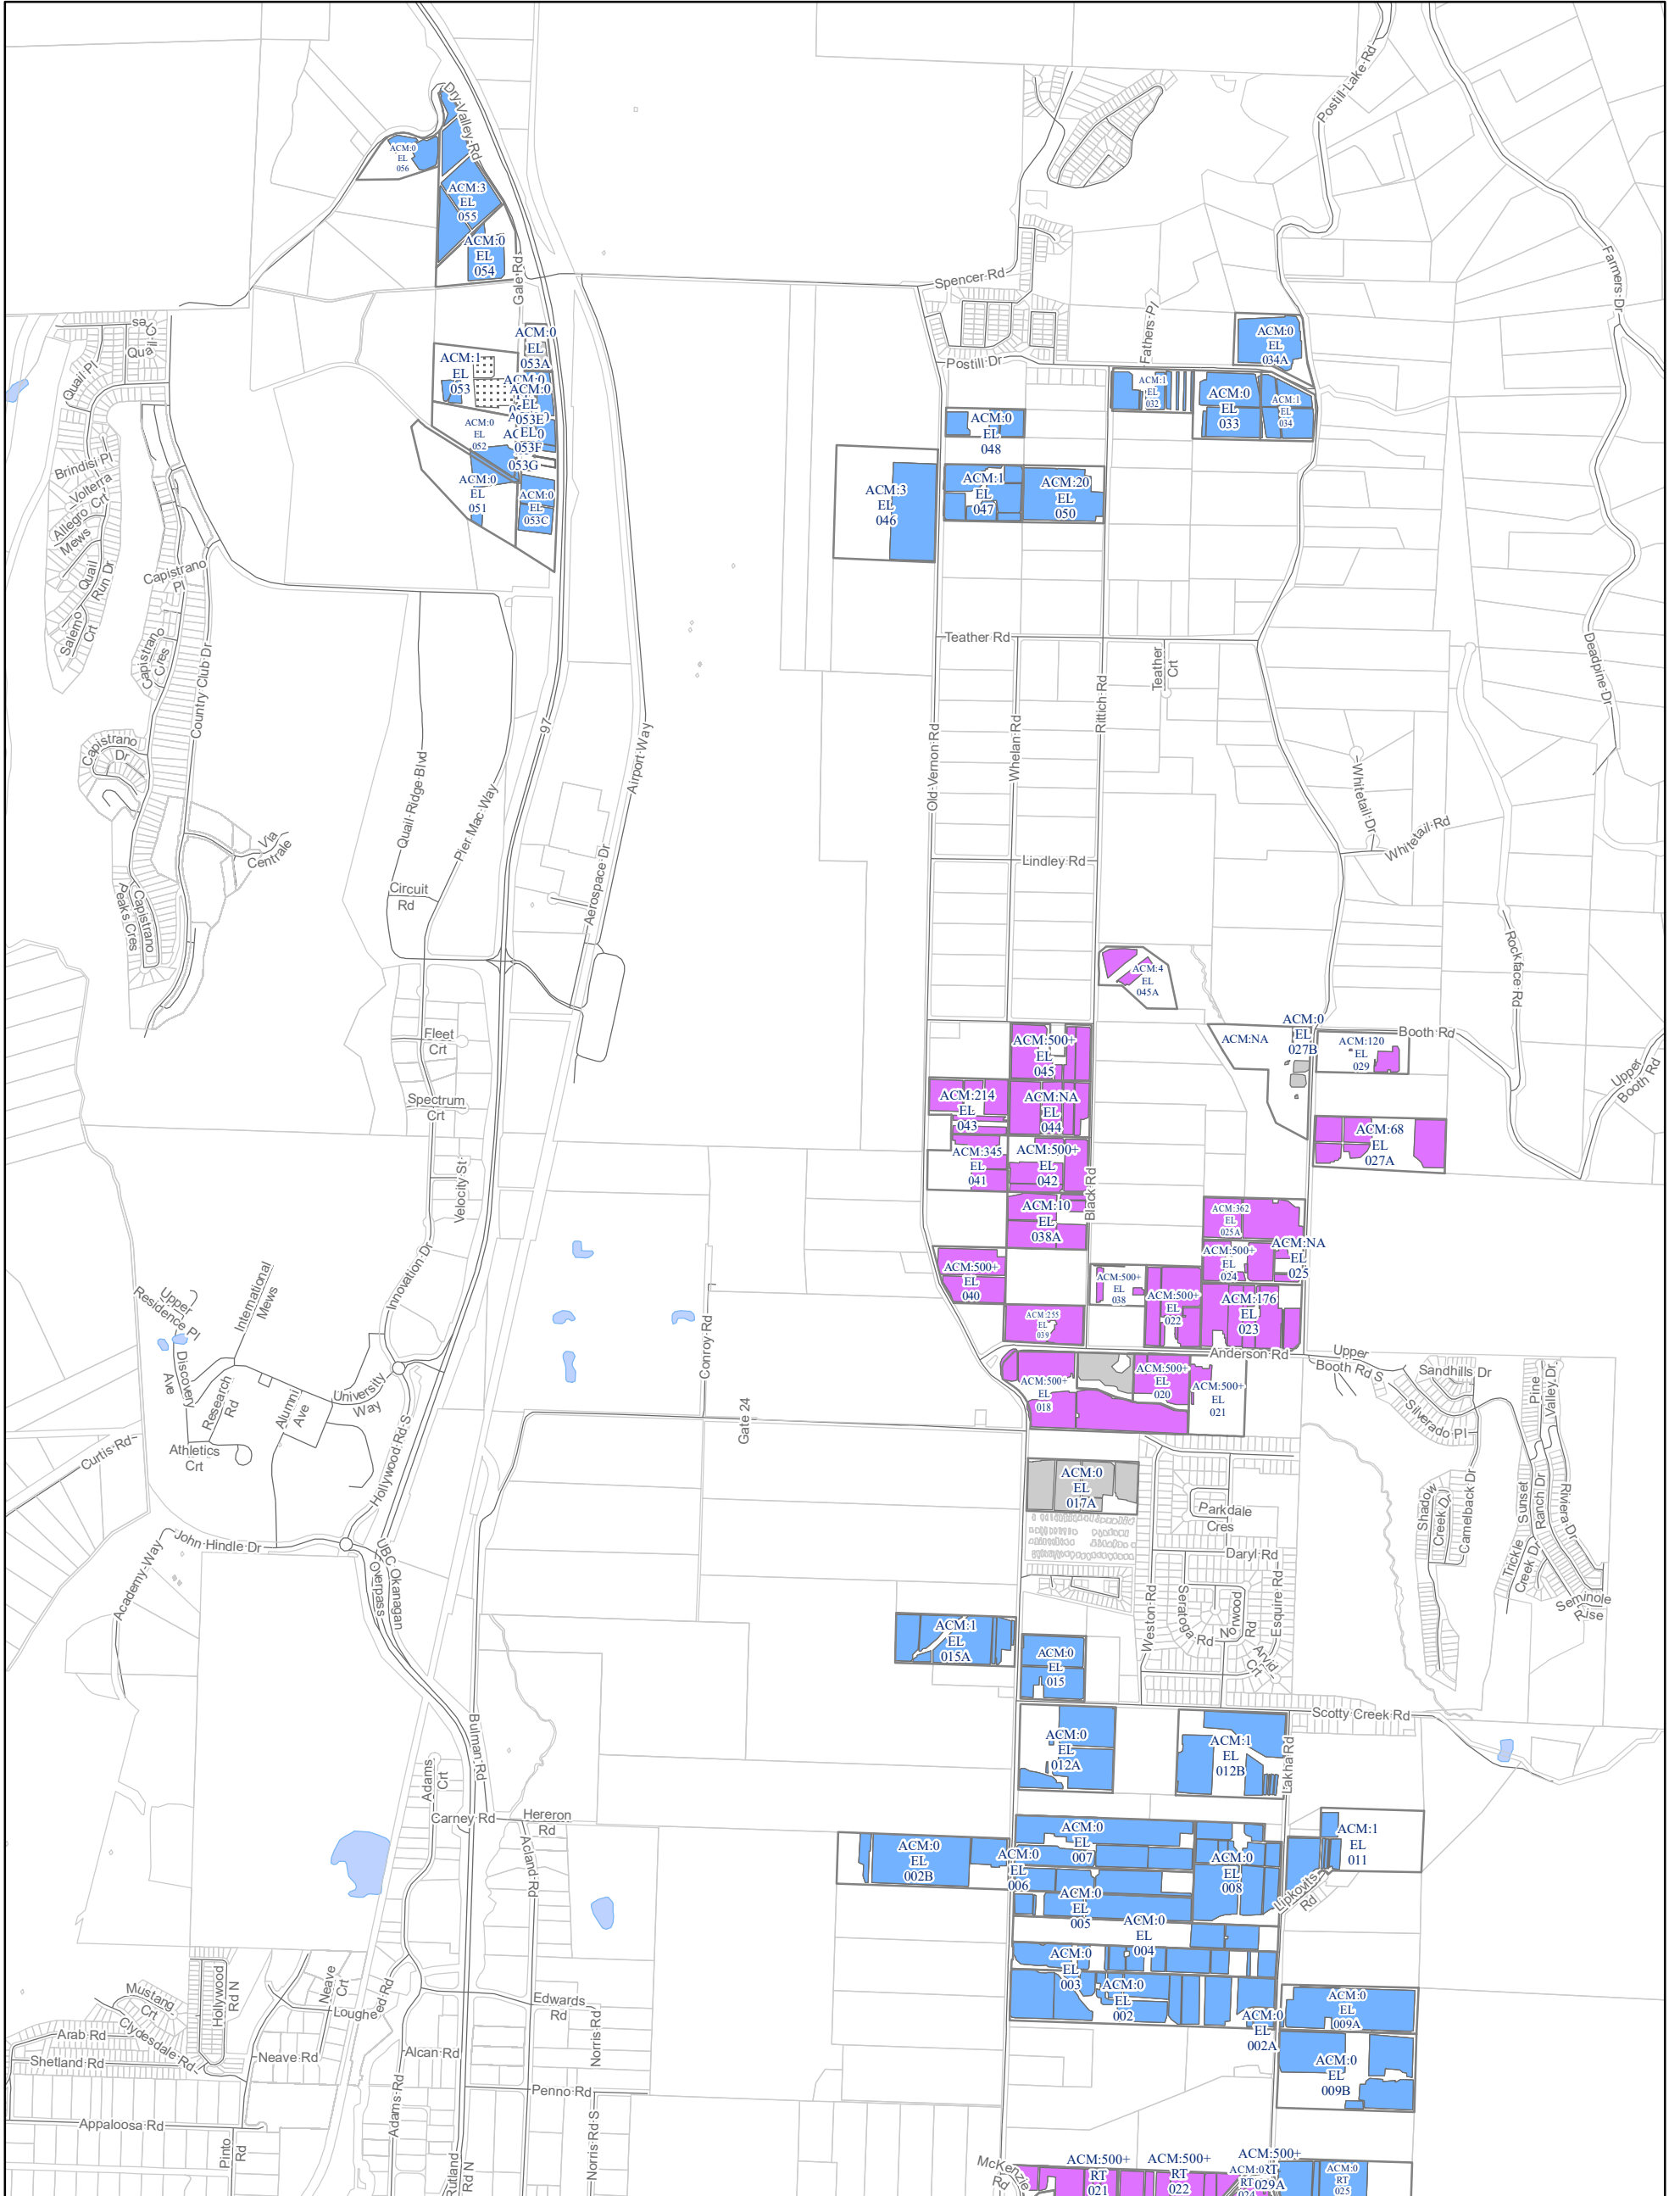 Postill Lake Rd
Dry Valley Rd
ACM:0
EL
056
ACM:3
EL
055
ACM:0
EL
054
Gale Rd
Spencer Rd
Farmers Dr
Fathers Pl
Quail Pl
ACM:0
EL
053A
ACM:0
EL
034A
ACM:1
EL
053
Postill Dr
ACM:1
EL
032
ACM:0
EL
033
ACM:1
EL
034
ACM:0
EL
053E
ACM:0
EL
052
EL
053F
053G
ACM:0
EL
048
Brindisi Pl
Volterra
Allegro Crt
Mews
ACM:0
EL
051
ACM:0
EL
053C
ACM:3
EL
046
ACM:1
EL
047
ACM:20
EL
050
Quail
Run Dr
Capistrano
Pl
Salerno
Crt
Capistrano
Cres
Country Club Dr
Teather Rd
Teather
Crt
Deadpine Dr
Rittich Rd
97
Airport Way
Old Vernon Rd
Whelan Rd
Capistrano
Dr
Quail Ridge Blvd
Pier Mac Way
Whitetail Dr
Whitetail Rd
Via
Centrale
Lindley Rd
Circuit
Rd
Aerospace Dr
Capistrano
Peaks Cres
Rockface Rd
ACM:4
EL
045A
Fleet
Crt
ACM:500+
EL
045
ACM:NA
ACM:0
EL
027B
ACM:120
EL
029
Booth Rd
Upper
Booth Rd
Spectrum
Crt
ACM:214
EL
043
ACM:NA
EL
044
ACM:68
EL
027A
ACM:345
EL
041
ACM:500+
EL
042
Velocity St
Black Rd
ACM:10
EL
038A
ACM:362
EL
025A
ACM:NA
EL
025
ACM:500+
EL
024
Innovation Dr
ACM:500+
EL
040
ACM:500+
EL
038
ACM:500+
EL
022
ACM:176
EL
023
International
Mews
Upper
Residence Pl
ACM:255
EL
039
Conroy Rd
Anderson Rd
Upper
Booth Rd S
Sandhills Dr
Discovery
Ave
Research
Rd
Alumni
Ave
University
Way
ACM:500+
EL
018
ACM:500+
EL
020
ACM:500+
EL
021
Pine
Valley Dr
Silverado Pl
Gate 24
Curtis Rd
Athletics
Crt
Hollywood Rd S
ACM:0
EL
017A
Parkdale
Cres
Shadow
Creek Dr
Camelback Dr
Sunset
Ranch Dr
Riviera Dr
John Hindle Dr
Academy Way
UBC Okanagan
Overpass
Daryl Rd
Trickle
Creek Dr
Seminole
Rise
Weston Rd
Seratoga Rd
Norwood
Rd
Esquire Rd
Arvid
Crt
ACM:1
EL
015A
ACM:0
EL
015
Scotty Creek Rd
Bulman Rd
ACM:0
EL
012A
ACM:1
EL
012B
Lakha Rd
Adams
Crt
Carney Rd
Hereron
Rd
Acland Rd
ACM:0
EL
002B
ACM:0
EL
006
ACM:0
EL
007
ACM:0
EL
008
ACM:1
EL
011
Lipkovits
Rd
ACM:0
EL
005
ACM:0
EL
004
ACM:0
EL
003
ACM:0
EL
002
ACM:0
EL
002A
ACM:0
EL
009A
ACM:0
EL
009B
Mustang
Crt
Hollywood
Rd N
Neave
Crt
Loughe
ed Rd
Edwards
Rd
Norris Rd
Arab Rd
Clydesdale Rd
Shetland Rd
Neave Rd
Alcan Rd
Penno Rd
Adams Rd
Appaloosa Rd
Pinto
Rd
Rutland
Rd N
Norris Rd S
McKenzie
R
ACM:500+
RT
021
ACM:500+
RT
022
ACM:500+
RT
029A
ACM:0
RT
025